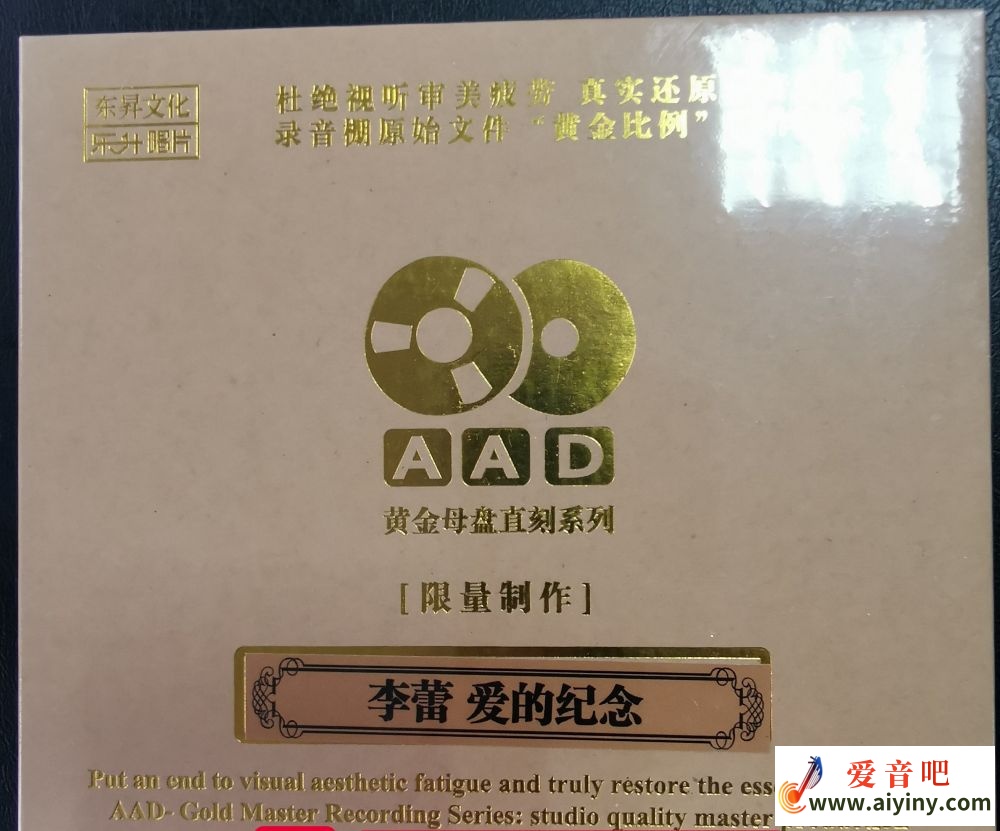 东昇文化
乐升唱片
杜绝视听审美疲劳 真实还原
录音棚原始文件 “黄金比例”
AAD
黄金母盘直刻系列
[限量制作]
李蕾 爱的纪念
Put an end to visual aesthetic fatigue and truly restore the
AAD- Gold Master Recording Series: studio quality master
爱音吧
www.aiyiny.com